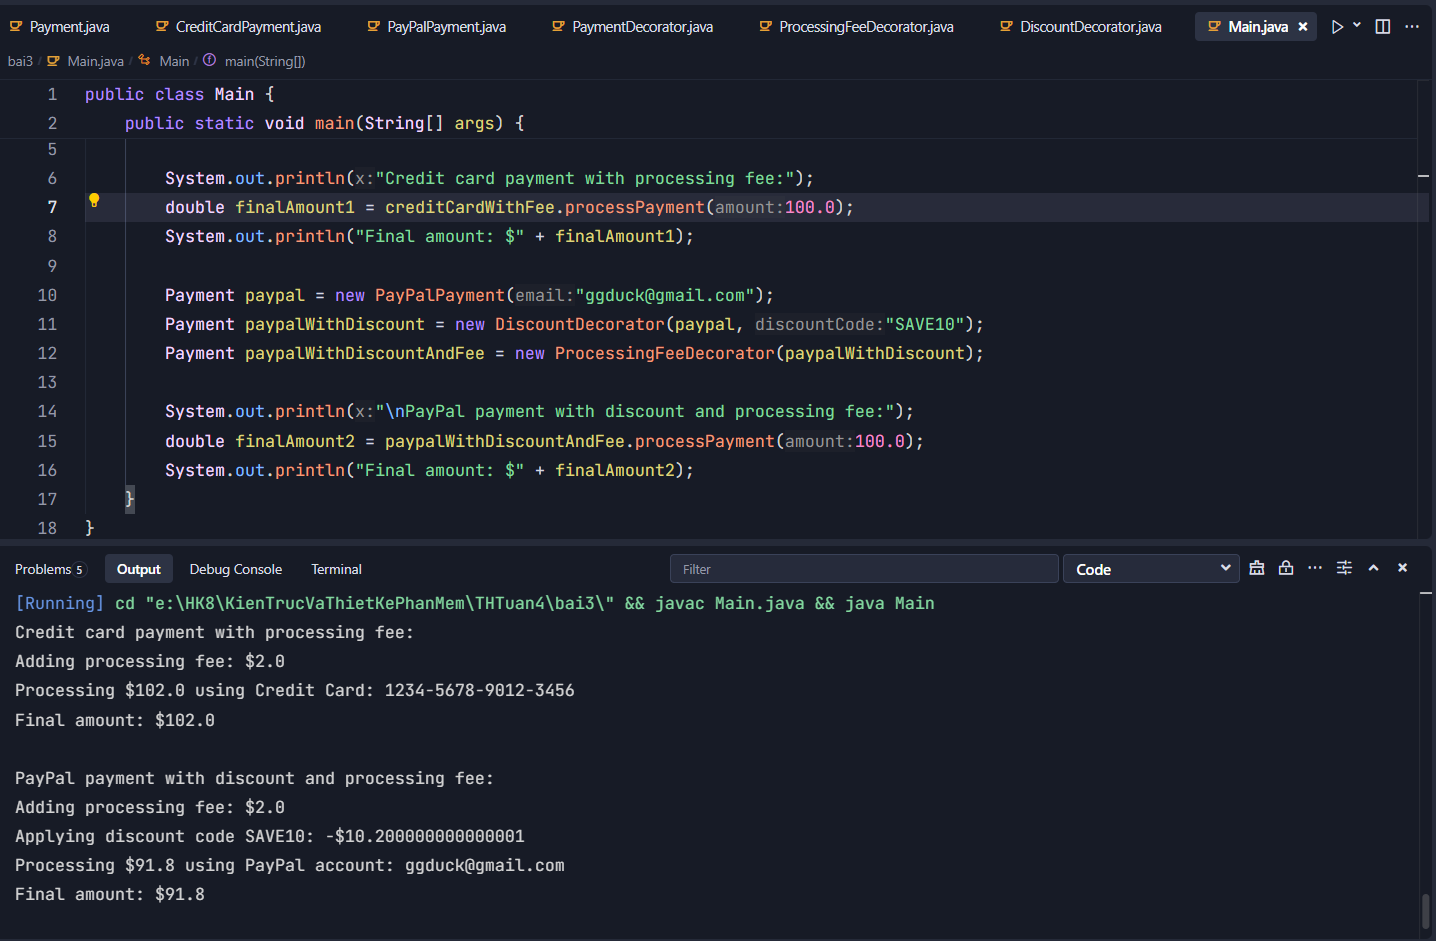 Payment.java CreditCardPayment.java PayPalPayment.java PaymentDecorator.java ProcessingFeeDecorator.java DiscountDecorator.java Main.java
bai3 / Main.java / Main / main(String[])
1 public class Main {
2 public static void main(String[] args) {
5
6 System.out.println(x:"Credit card payment with processing fee:");
7 double finalAmount1 = creditCardWithFee.processPayment(amount:100.0);
8 System.out.println("Final amount: $" + finalAmount1);
9
10 Payment paypal = new PayPalPayment(email:"ggduck@gmail.com");
11 Payment paypalWithDiscount = new DiscountDecorator(paypal, discountCode:"SAVE10");
12 Payment paypalWithDiscountAndFee = new ProcessingFeeDecorator(paypalWithDiscount);
13
14 System.out.println(x:"\nPayPal payment with discount and processing fee:");
15 double finalAmount2 = paypalWithDiscountAndFee.processPayment(amount:100.0);
16 System.out.println("Final amount: $" + finalAmount2);
17 }
18 }
Problems 5 Output Debug Console Terminal Filter Code
[Running] cd "e:\HK8\KienTrucVaThietKePhanMem\THTuan4\bai3\" && javac Main.java && java Main
Credit card payment with processing fee:
Adding processing fee: $2.0
Processing $102.0 using Credit Card: 1234-5678-9012-3456
Final amount: $102.0
PayPal payment with discount and processing fee:
Adding processing fee: $2.0
Applying discount code SAVE10: -$10.200000000000001
Processing $91.8 using PayPal account: ggduck@gmail.com
Final amount: $91.8